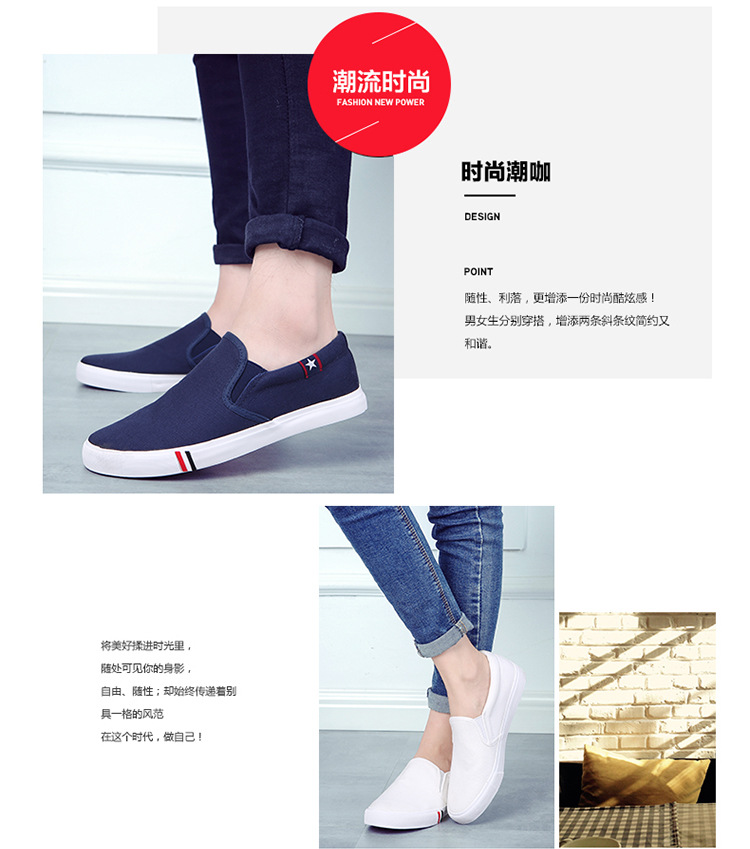 潮流时尚
FASHION NEW POWER
时尚潮咖
DESIGN
POINT
随性、利落，更增添一份时尚酷炫感！
男女生分别穿搭，增添两条斜条纹简约又
和谐。
将美好揉进时光里，
随处可见你的身影，
自由、随性；却始终传递着别
具一格的风范
在这个时代，做自己！